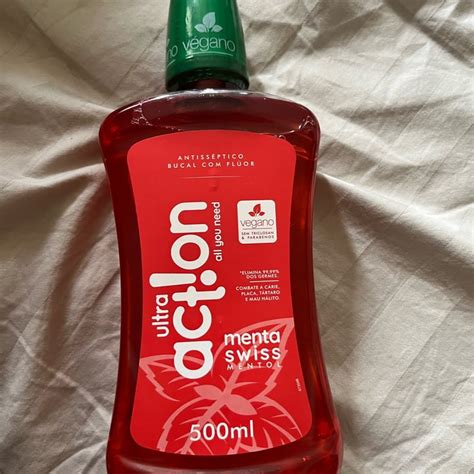 vegano
ANTISSÉPTICO
BUCAL COM FLÚOR
ultra
action
all you need
vegano
SEM TRICLOSAN
& PARABENOS
*ELIMINA 99,99%
DOS GERMES.
COMBATE A CÁRIE,
PLACA, TÁRTARO
E MAU HÁLITO.
menta
swiss
MENTOL
500ml